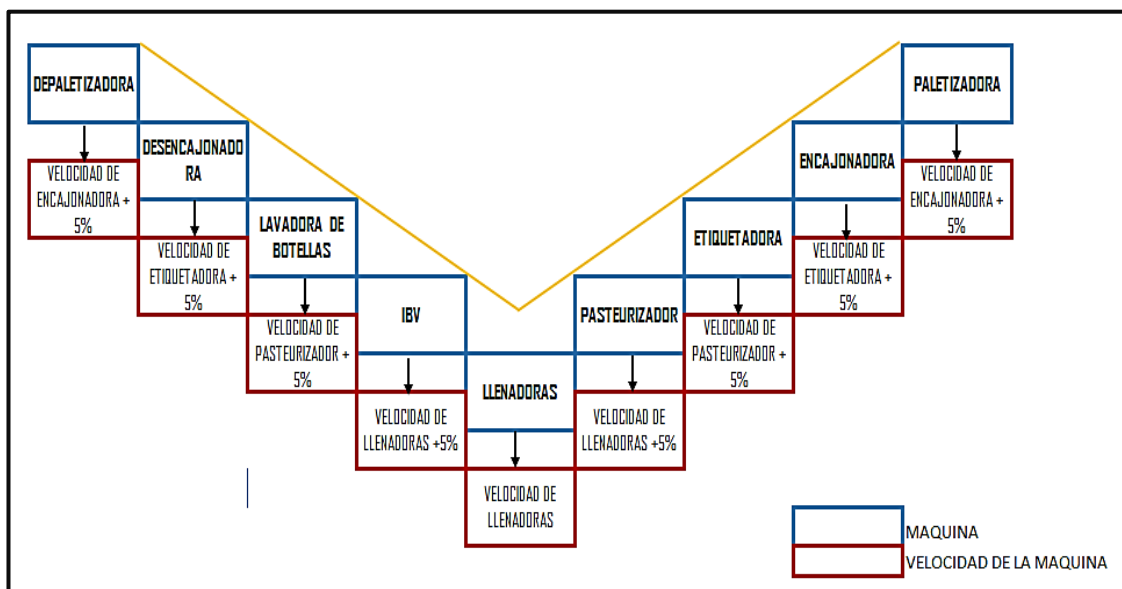 DEPALETIZADORA
VELOCIDAD DE
ENCAJONADORA +
5%
DESENCAJONADO
RA
VELOCIDAD DE
ETIQUETADORA +
5%
LAVADORA DE
BOTELLAS
VELOCIDAD DE
PASTEURIZADOR +
5%
IBV
VELOCIDAD DE
LLENADORAS +5%
LLENADORAS
VELOCIDAD DE
LLENADORAS
PASTEURIZADOR
VELOCIDAD DE
LLENADORAS +5%
ETIQUETADORA
VELOCIDAD DE
PASTEURIZADOR +
5%
ENCAJONADORA
VELOCIDAD DE
ETIQUETADORA +
5%
PALETIZADORA
VELOCIDAD DE
ENCAJONADORA +
5%
MAQUINA
VELOCIDAD DE LA MAQUINA